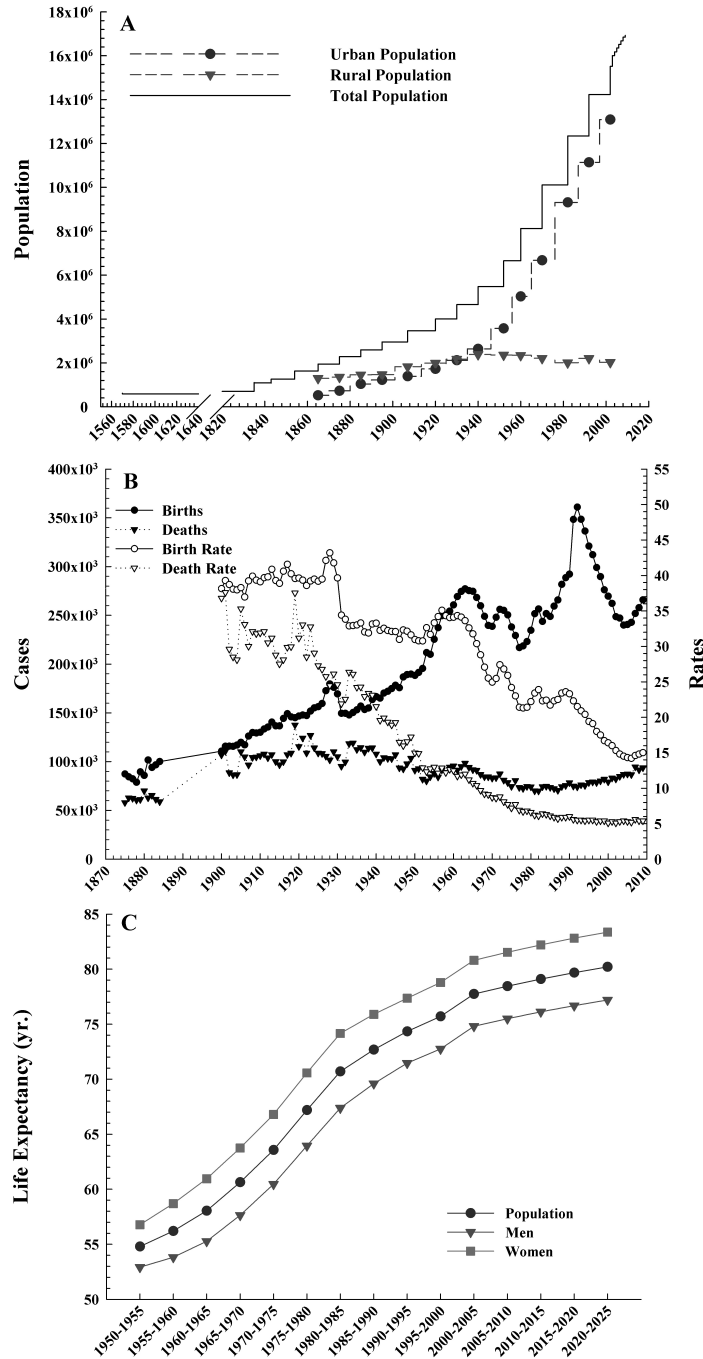 A
18x10⁶
16x10⁶
14x10⁶
12x10⁶
10x10⁶
8x10⁶
6x10⁶
4x10⁶
2x10⁶
0
Population
Urban Population
Rural Population
Total Population
1560
1580
1600
1620
1640
1820
1840
1860
1880
1900
1920
1940
1960
1980
2000
2020
B
400x10³
350x10³
300x10³
250x10³
200x10³
150x10³
100x10³
50x10³
0
Cases
Births
Deaths
Birth Rate
Death Rate
55
50
45
40
35
30
25
20
15
10
5
0
Rates
1870
1880
1890
1900
1910
1920
1930
1940
1950
1960
1970
1980
1990
2000
2010
C
85
80
75
70
65
60
55
50
Life Expectancy (yr.)
Population
Men
Women
1950-1955
1955-1960
1960-1965
1965-1970
1970-1975
1975-1980
1980-1985
1985-1990
1990-1995
1995-2000
2000-2005
2005-2010
2010-2015
2015-2020
2020-2025